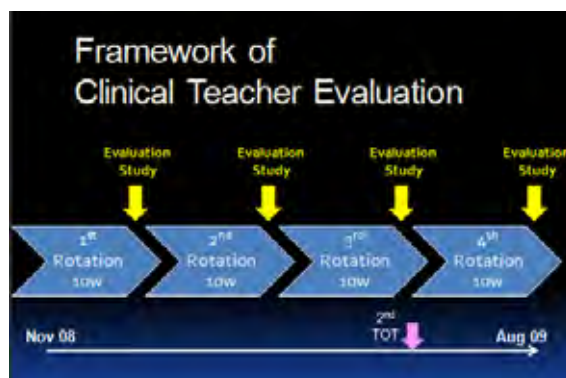 Framework of
Clinical Teacher Evaluation
Evaluation Study
Evaluation Study
Evaluation Study
Evaluation Study
1st
Rotation
10w
2nd
Rotation
10w
3rd
Rotation
10w
4th
Rotation
10w
2nd
TOT
Nov 08
Aug 09